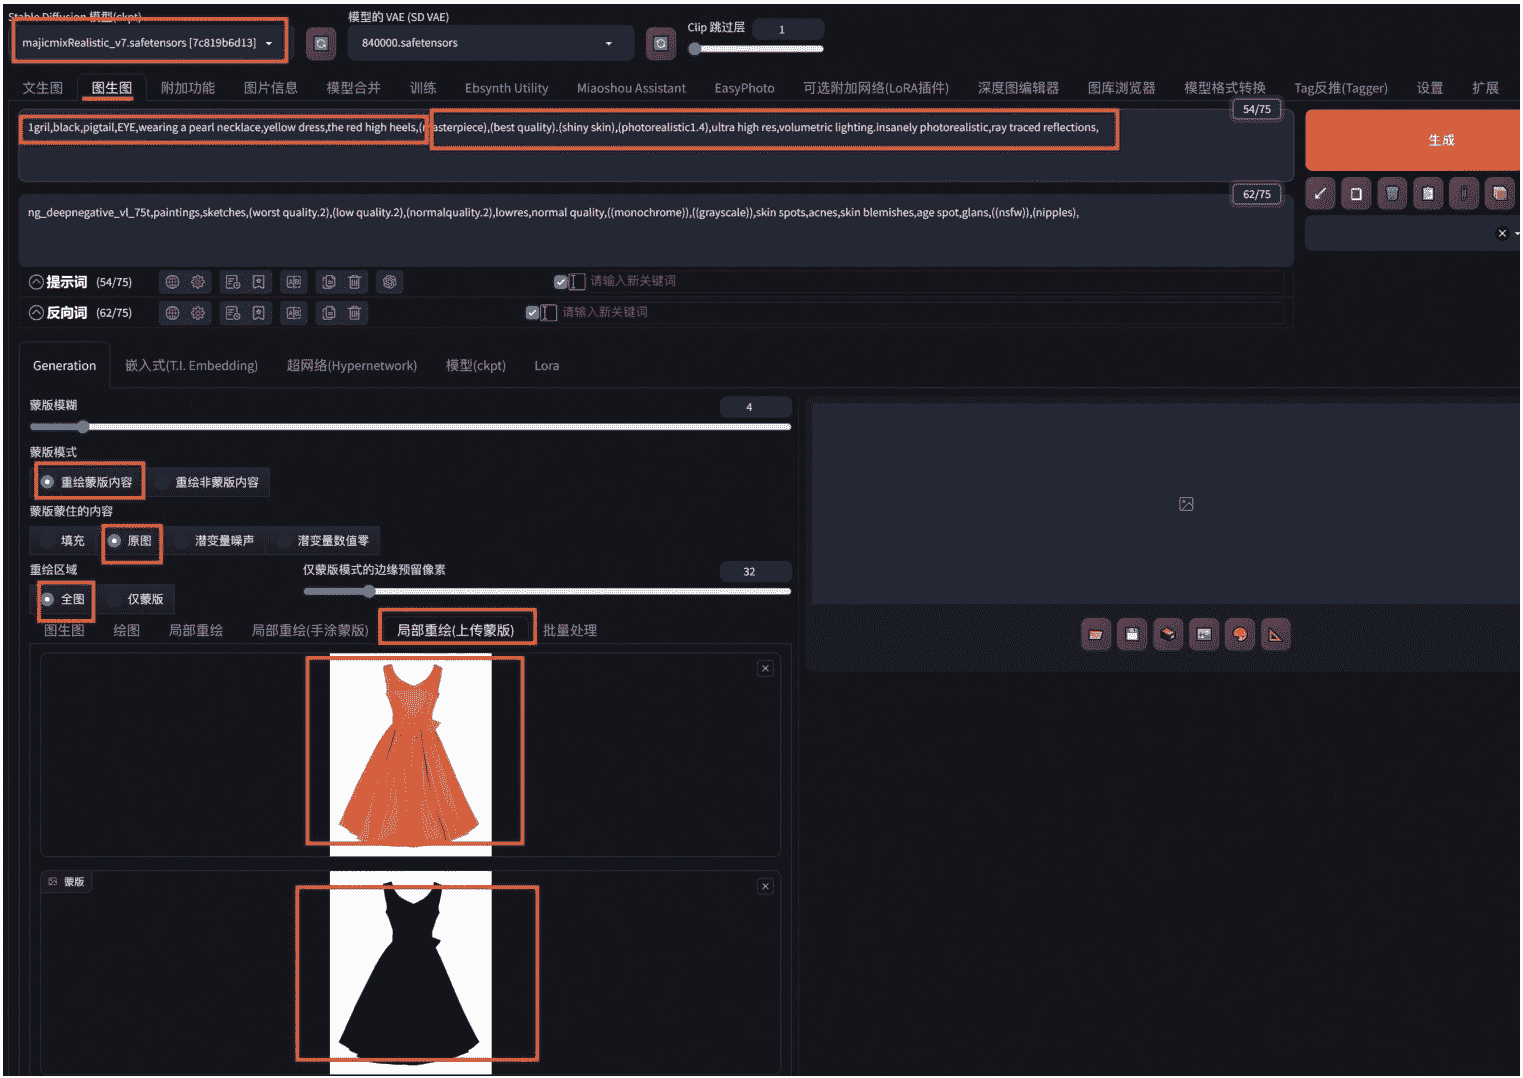 Stable Diffusion 模型(ckpt)
模型的 VAE (SD VAE)
Clip 跳过层
1
majicmixRealistic_v7.safetensors [7c819b6d13]
840000.safetensors
文生图
图生图
附加功能
图片信息
模型合并
训练
Ebsynth Utility
Miaoshou Assistant
EasyPhoto
可选附加网络(LoRA插件)
深度图编辑器
图库浏览器
模型格式转换
Tag反推(Tagger)
设置
扩展
54/75
1gril,black,pigtail,EYE,wearing a pearl necklace,yellow dress,the red high heels,(masterpiece),(best quality).(shiny skin),(photorealistic1.4),ultra high res,volumetric lighting.insanely photorealistic,ray traced reflections,
生成
62/75
ng_deepnegative_vl_75t,paintings,sketches,(worst quality.2),(low quality.2),(normalquality.2),lowres,normal quality,((monochrome)),((grayscale)),skin spots,acnes,skin blemishes,age spot,glans,((nsfw)),(nipples),
提示词 (54/75)
请输入新关键词
反向词 (62/75)
请输入新关键词
Generation
嵌入式(T.I. Embedding)
超网络(Hypernetwork)
模型(ckpt)
Lora
蒙版模糊
4
蒙版模式
重绘蒙版内容
重绘非蒙版内容
蒙版蒙住的内容
填充
原图
潜变量噪声
潜变量数值零
重绘区域
仅蒙版模式的边缘预留像素
32
全图
仅蒙版
图生图
绘图
局部重绘
局部重绘(手涂蒙版)
局部重绘(上传蒙版)
批量处理
蒙版